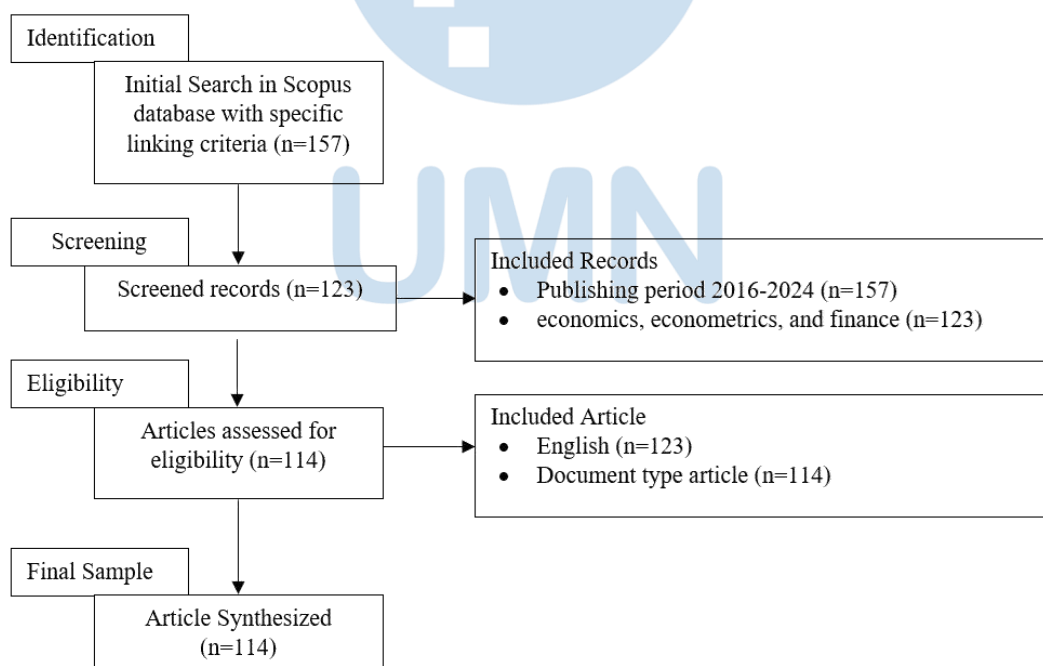 Identification
Initial Search in Scopus
database with specific
linking criteria (n=157)
UMN
Screening
Screened records (n=123)
Included Records
• Publishing period 2016-2024 (n=157)
• economics, econometrics, and finance (n=123)
Eligibility
Articles assessed for
eligibility (n=114)
Included Article
• English (n=123)
• Document type article (n=114)
Final Sample
Article Synthesized
(n=114)